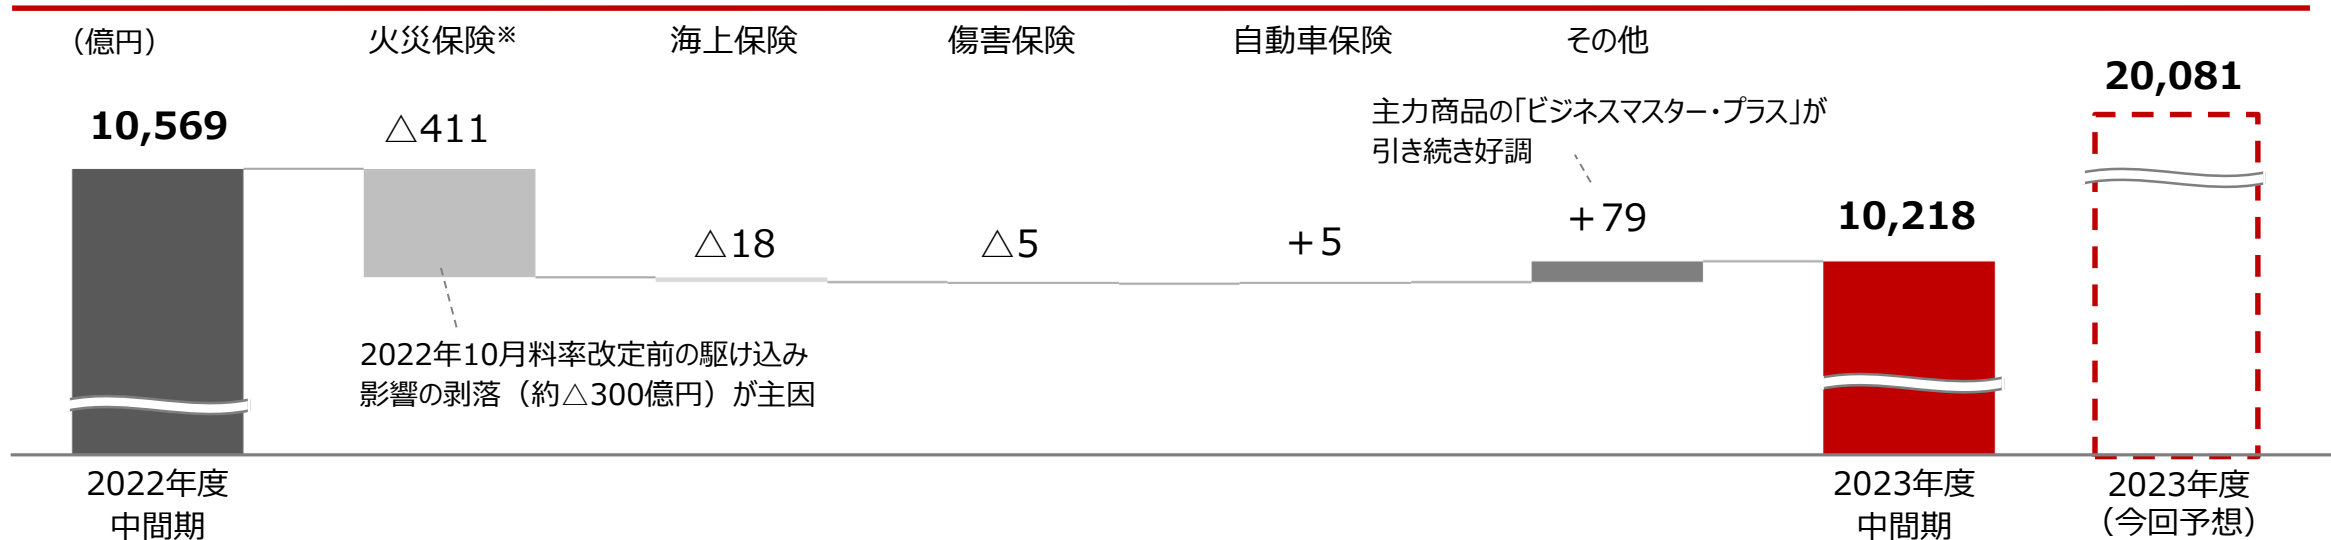 （億円）
火災保険※
海上保険
傷害保険
自動車保険
その他
20,081
主力商品の「ビジネスマスター・プラス」が
引き続き好調
10,569
△411
△18
△5
＋5
＋79
10,218
2022年10月料率改定前の駆け込み
影響の剥落（約△300億円）が主因
2022年度
中間期
2023年度
中間期
2023年度
（今回予想）